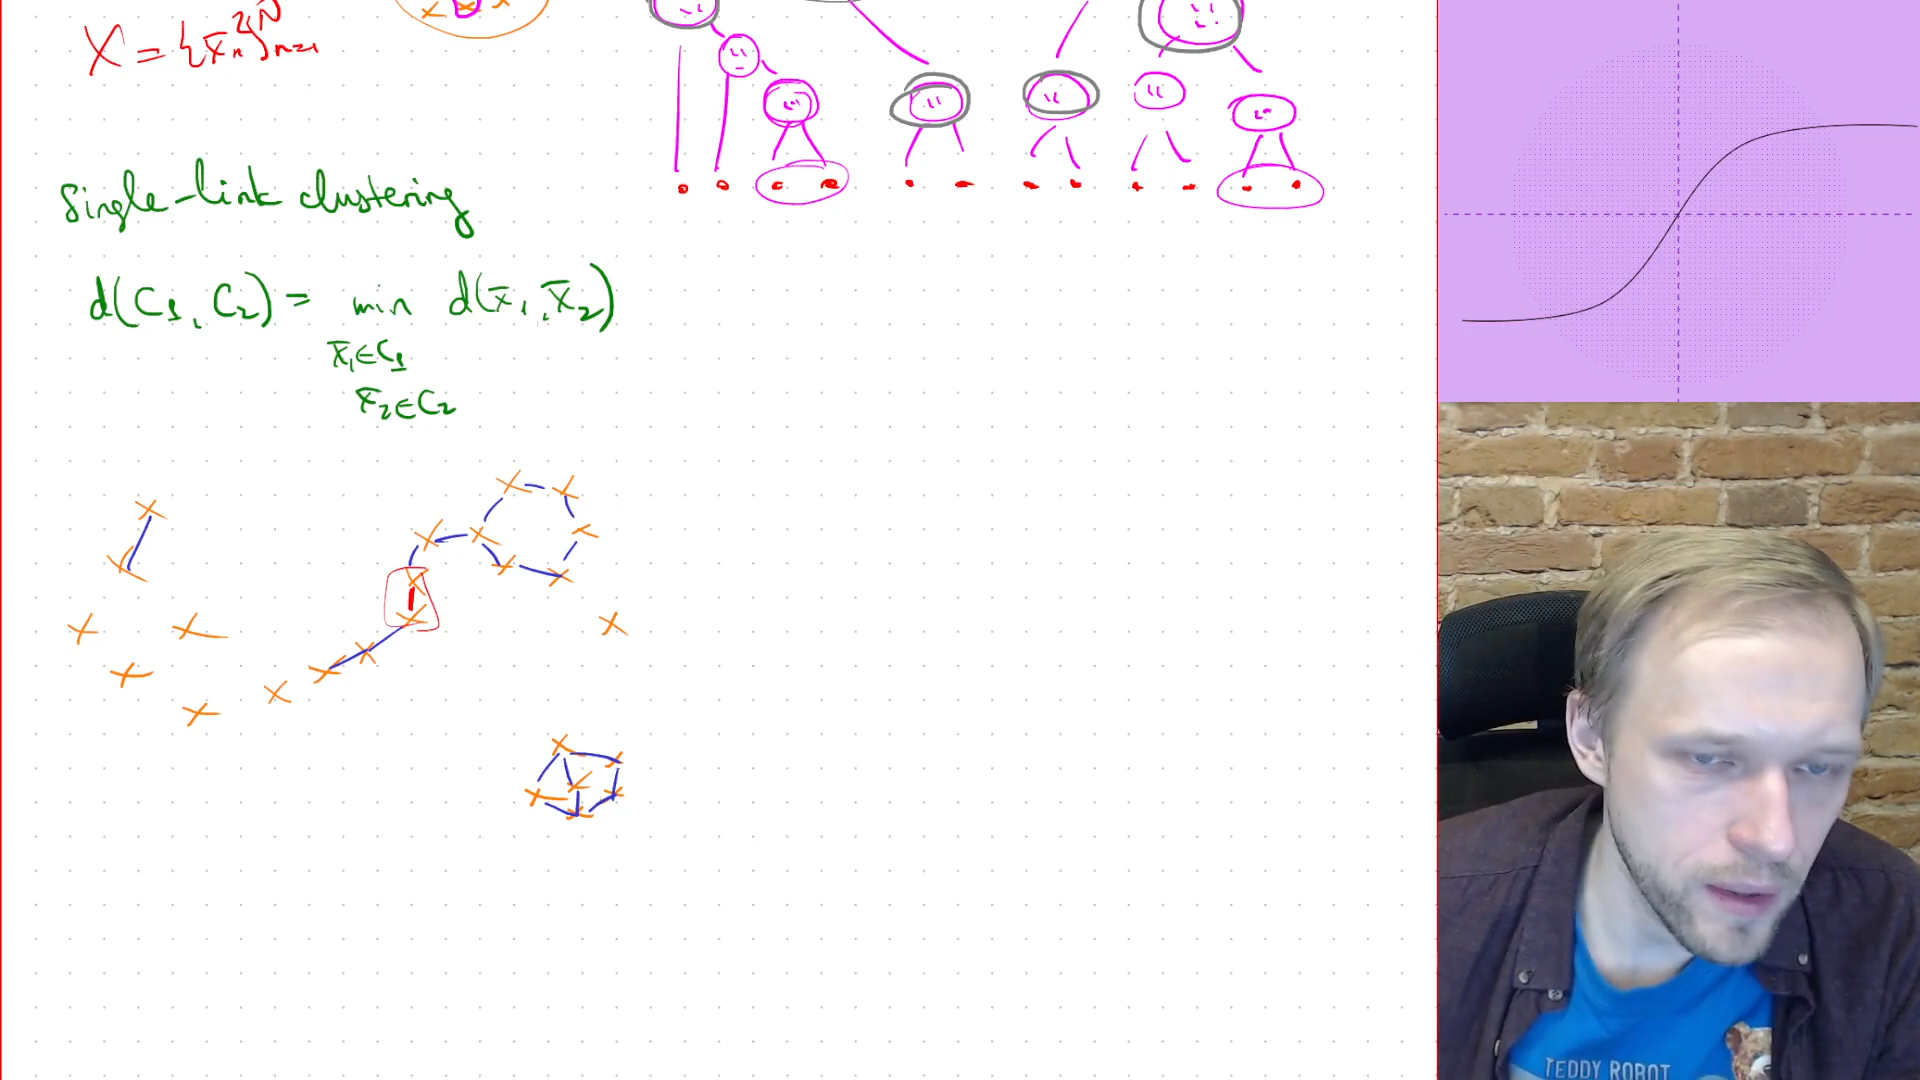 X = {x̄ₙ}ᴺₙ₌₁
Single-link clustering
d(C₁, C₂) = min d(x̄₁, x̄₂)
x̄₁∈C₁
x̄₂∈C₂
TEDDY ROBOT